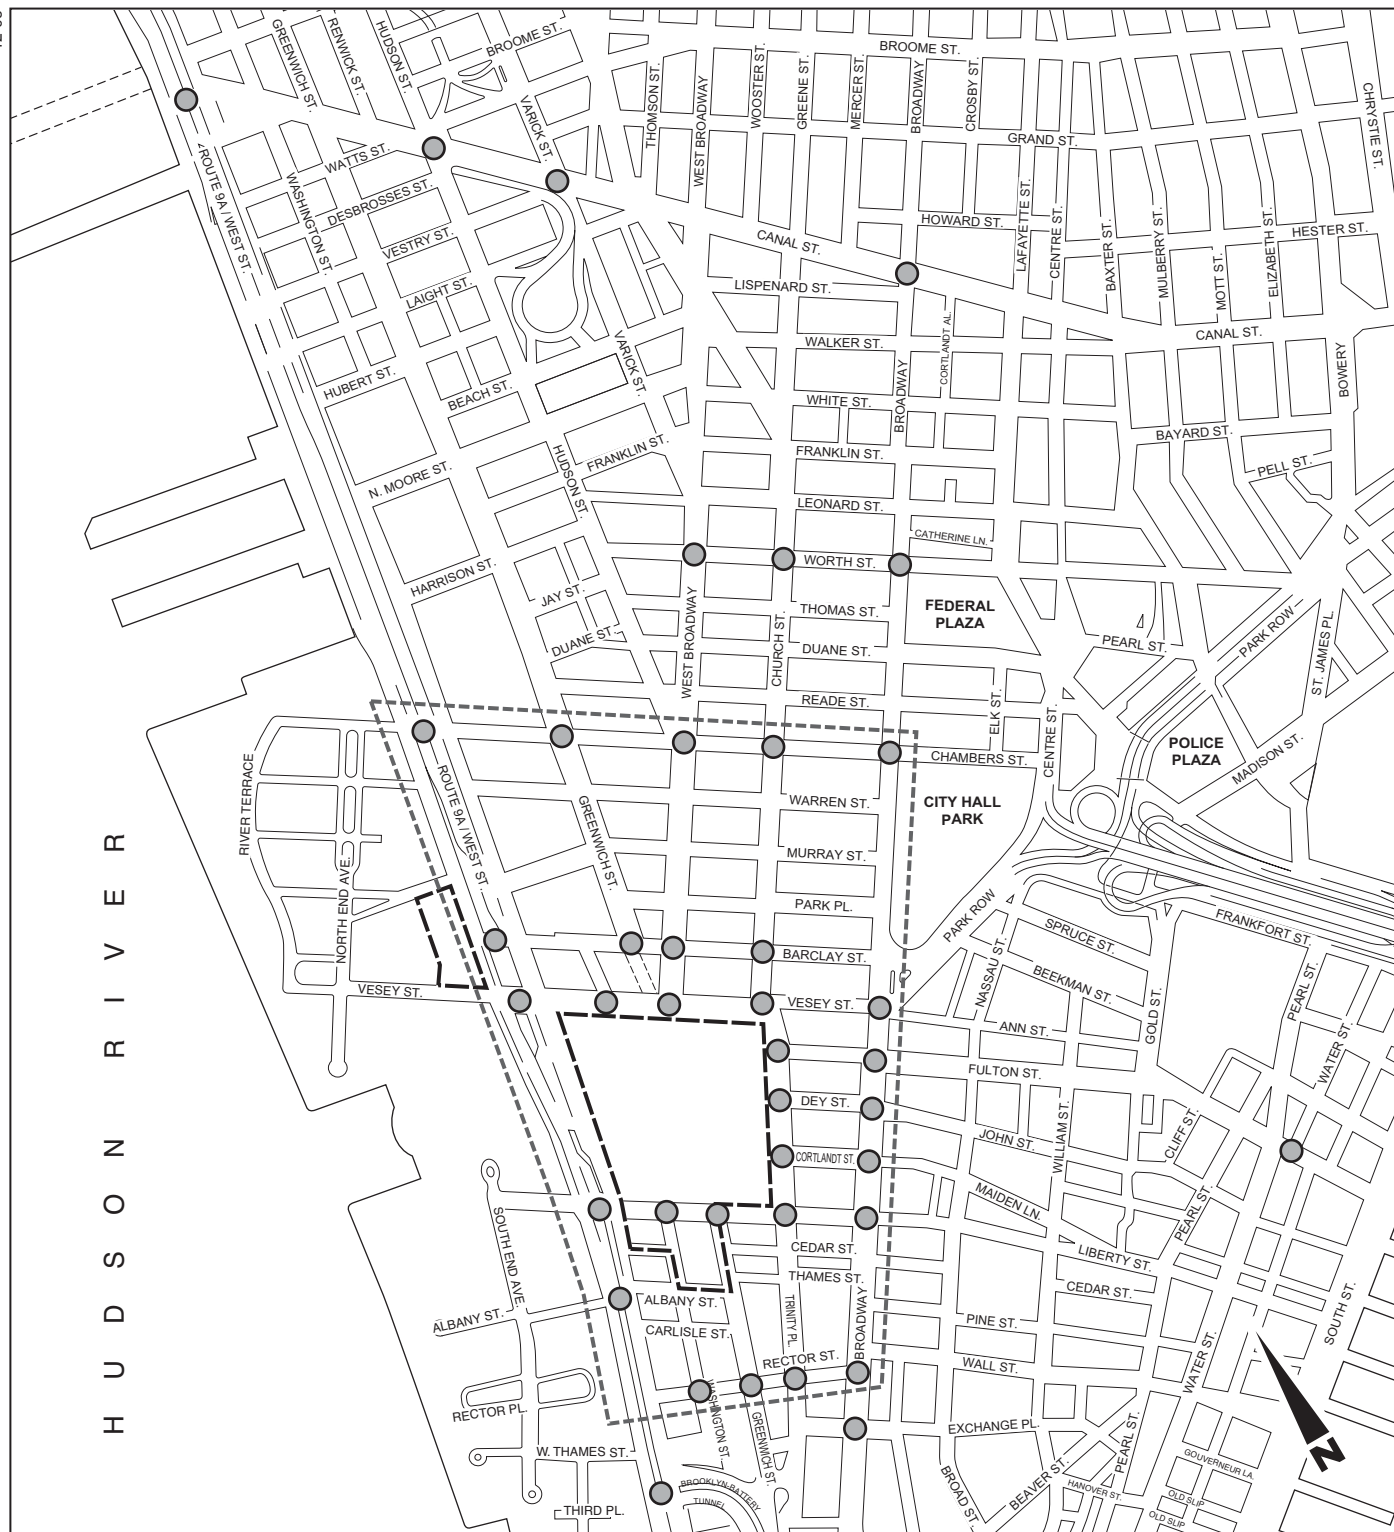 GREENWICH ST.
RENWICK ST.
HUDSON ST.
BROOME ST.
BROOME ST.
THOMSON ST.
WEST BROADWAY
WOOSTER ST.
GREENE ST.
MERCER ST.
BROADWAY
CROSBY ST.
CHRYSTIE ST.
VARICK ST.
GRAND ST.
WATTS ST.
ROUTE 9A / WEST ST.
WASHINGTON ST.
DESBROSSES ST.
VESTRY ST.
LAIGHT ST.
CANAL ST.
HOWARD ST.
LAFAYETTE ST.
CENTRE ST.
BAXTER ST.
MULBERRY ST.
MOTT ST.
ELIZABETH ST.
HESTER ST.
LISPENARD ST.
WALKER ST.
CORTLANDT AL.
CANAL ST.
BOWERY
HUBERT ST.
BEACH ST.
VARICK ST.
WHITE ST.
BROADWAY
BAYARD ST.
PELL ST.
N. MOORE ST.
HUDSON ST.
FRANKLIN ST.
FRANKLIN ST.
LEONARD ST.
CATHERINE LN.
WORTH ST.
HARRISON ST.
JAY ST.
DUANE ST.
WEST BROADWAY
CHURCH ST.
THOMAS ST.
DUANE ST.
READE ST.
FEDERAL
PLAZA
ELK ST.
CENTRE ST.
PEARL ST.
PARK ROW
ST. JAMES PL.
POLICE
PLAZA
MADISON ST.
CHAMBERS ST.
CITY HALL
PARK
RIVER TERRACE
NORTH END AVE.
ROUTE 9A / WEST ST.
GREENWICH ST.
WARREN ST.
MURRAY ST.
PARK PL.
BARCLAY ST.
VESEY ST.
VESEY ST.
PARK ROW
SPRUCE ST.
BEEKMAN ST.
NASSAU ST.
ANN ST.
FULTON ST.
GOLD ST.
FRANKFORT ST.
PEARL ST.
WATER ST.
HUDSON RIVER
DEY ST.
CORTLANDT ST.
JOHN ST.
WILLIAM ST.
CLIFF ST.
MAIDEN LN.
PEARL ST.
LIBERTY ST.
CEDAR ST.
SOUTH END AVE.
CEDAR ST.
THAMES ST.
ALBANY ST.
ALBANY ST.
CARLISLE ST.
TRINITY PL.
BROADWAY
RECTOR ST.
PINE ST.
WALL ST.
WATER ST.
SOUTH ST.
RECTOR PL.
WASHINGTON ST.
GREENWICH ST.
EXCHANGE PL.
PEARL ST.
N
W. THAMES ST.
BROOKLYN-BATTERY
TUNNEL
THIRD PL.
BROAD ST.
BEAVER ST.
HANOVER ST.
GOUVERNEUR LA.
OLD SLIP
OLD SLIP